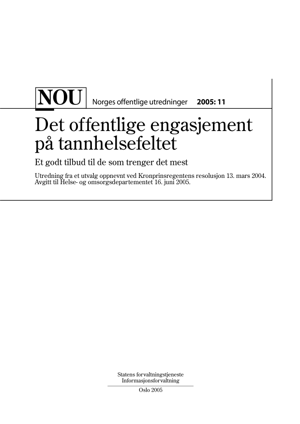 NOU Norges offentlige utredninger 2005: 11
Det offentlige engasjement
på tannhelsefeltet
Et godt tilbud til de som trenger det mest
Utredning fra et utvalg oppnevnt ved Kronprinsregentens resolusjon 13. mars 2004.
Avgitt til Helse- og omsorgsdepartementet 16. juni 2005.
Statens forvaltningstjeneste
Informasjonsforvaltning
Oslo 2005